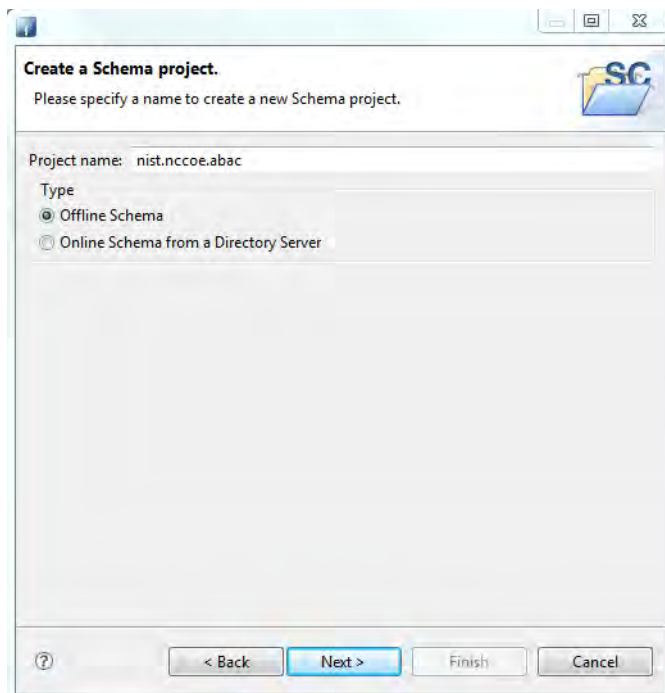 Create a Schema project.
SC
Please specify a name to create a new Schema project.
Project name: nist.nccoe.abac
Type
Offline Schema
Online Schema from a Directory Server
? < Back Next > Finish Cancel